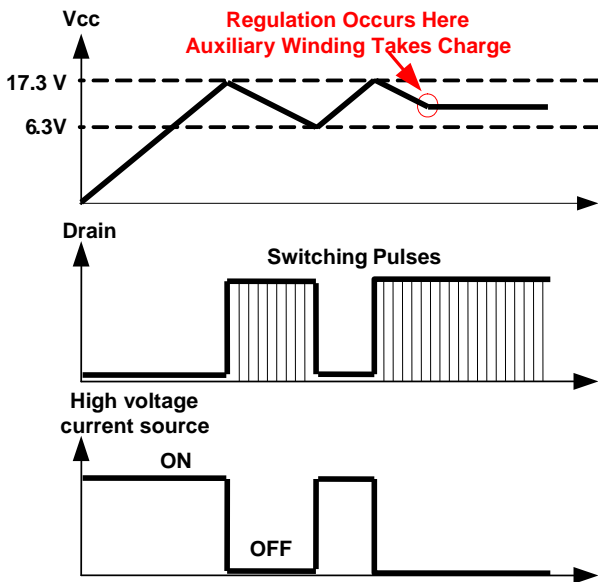 Vcc
Regulation Occurs Here
Auxiliary Winding Takes Charge
17.3 V
6.3V
Drain
Switching Pulses
High voltage
current source
ON
OFF